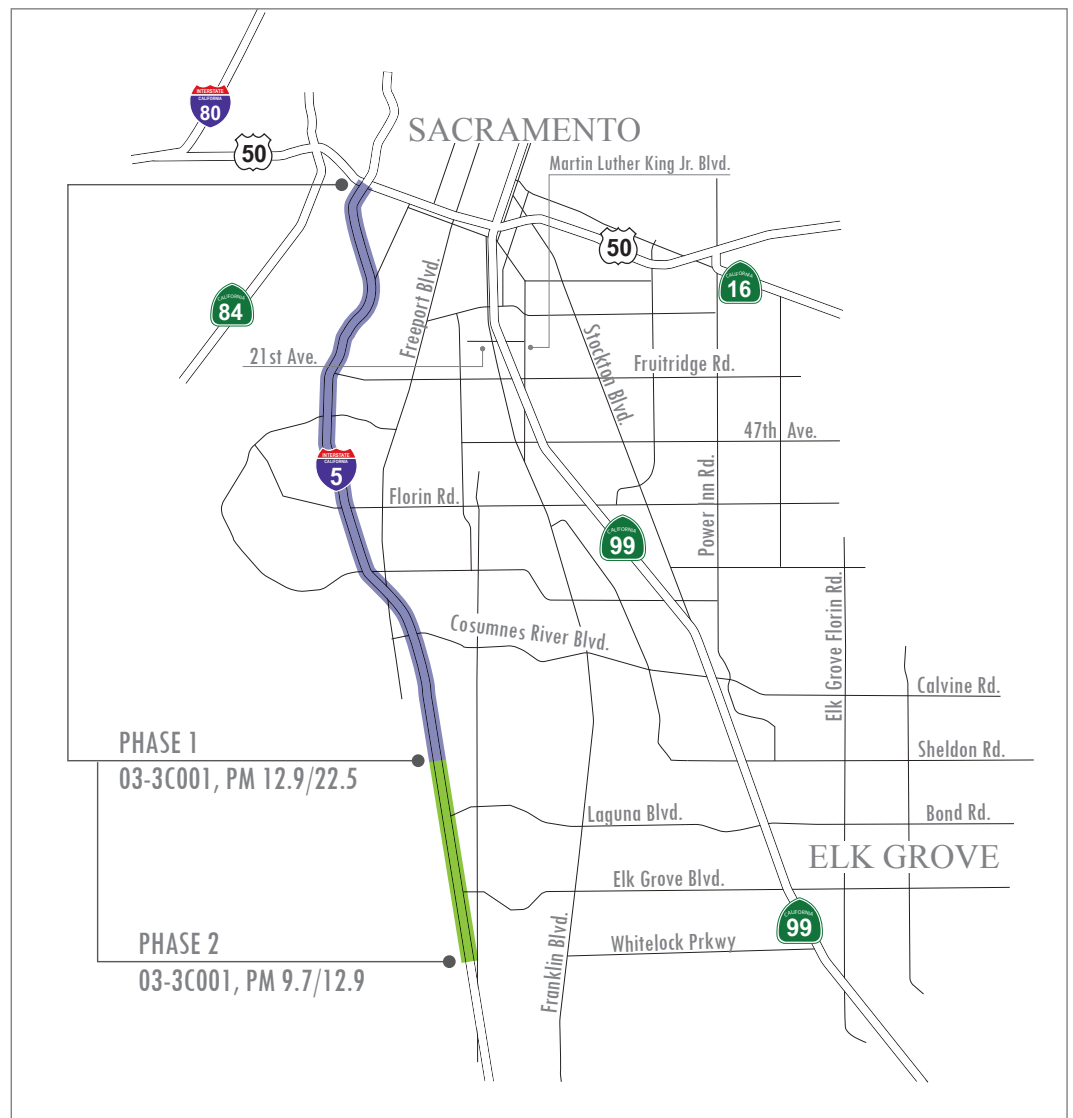 INTERSTATE
CALIFORNIA
80
50
SACRAMENTO
Martin Luther King Jr. Blvd.
50
CALIFORNIA
16
CALIFORNIA
84
Freeport Blvd.
21st Ave.
Stockton Blvd.
Fruitridge Rd.
47th Ave.
INTERSTATE
CALIFORNIA
5
Florin Rd.
Power Inn Rd.
CALIFORNIA
99
Elk Grove Florin Rd.
Cosumnes River Blvd.
Calvine Rd.
PHASE 1
03-3C001, PM 12.9/22.5
Sheldon Rd.
Laguna Blvd.
Bond Rd.
ELK GROVE
Elk Grove Blvd.
CALIFORNIA
99
Franklin Blvd.
Whitelock Prkwy
PHASE 2
03-3C001, PM 9.7/12.9